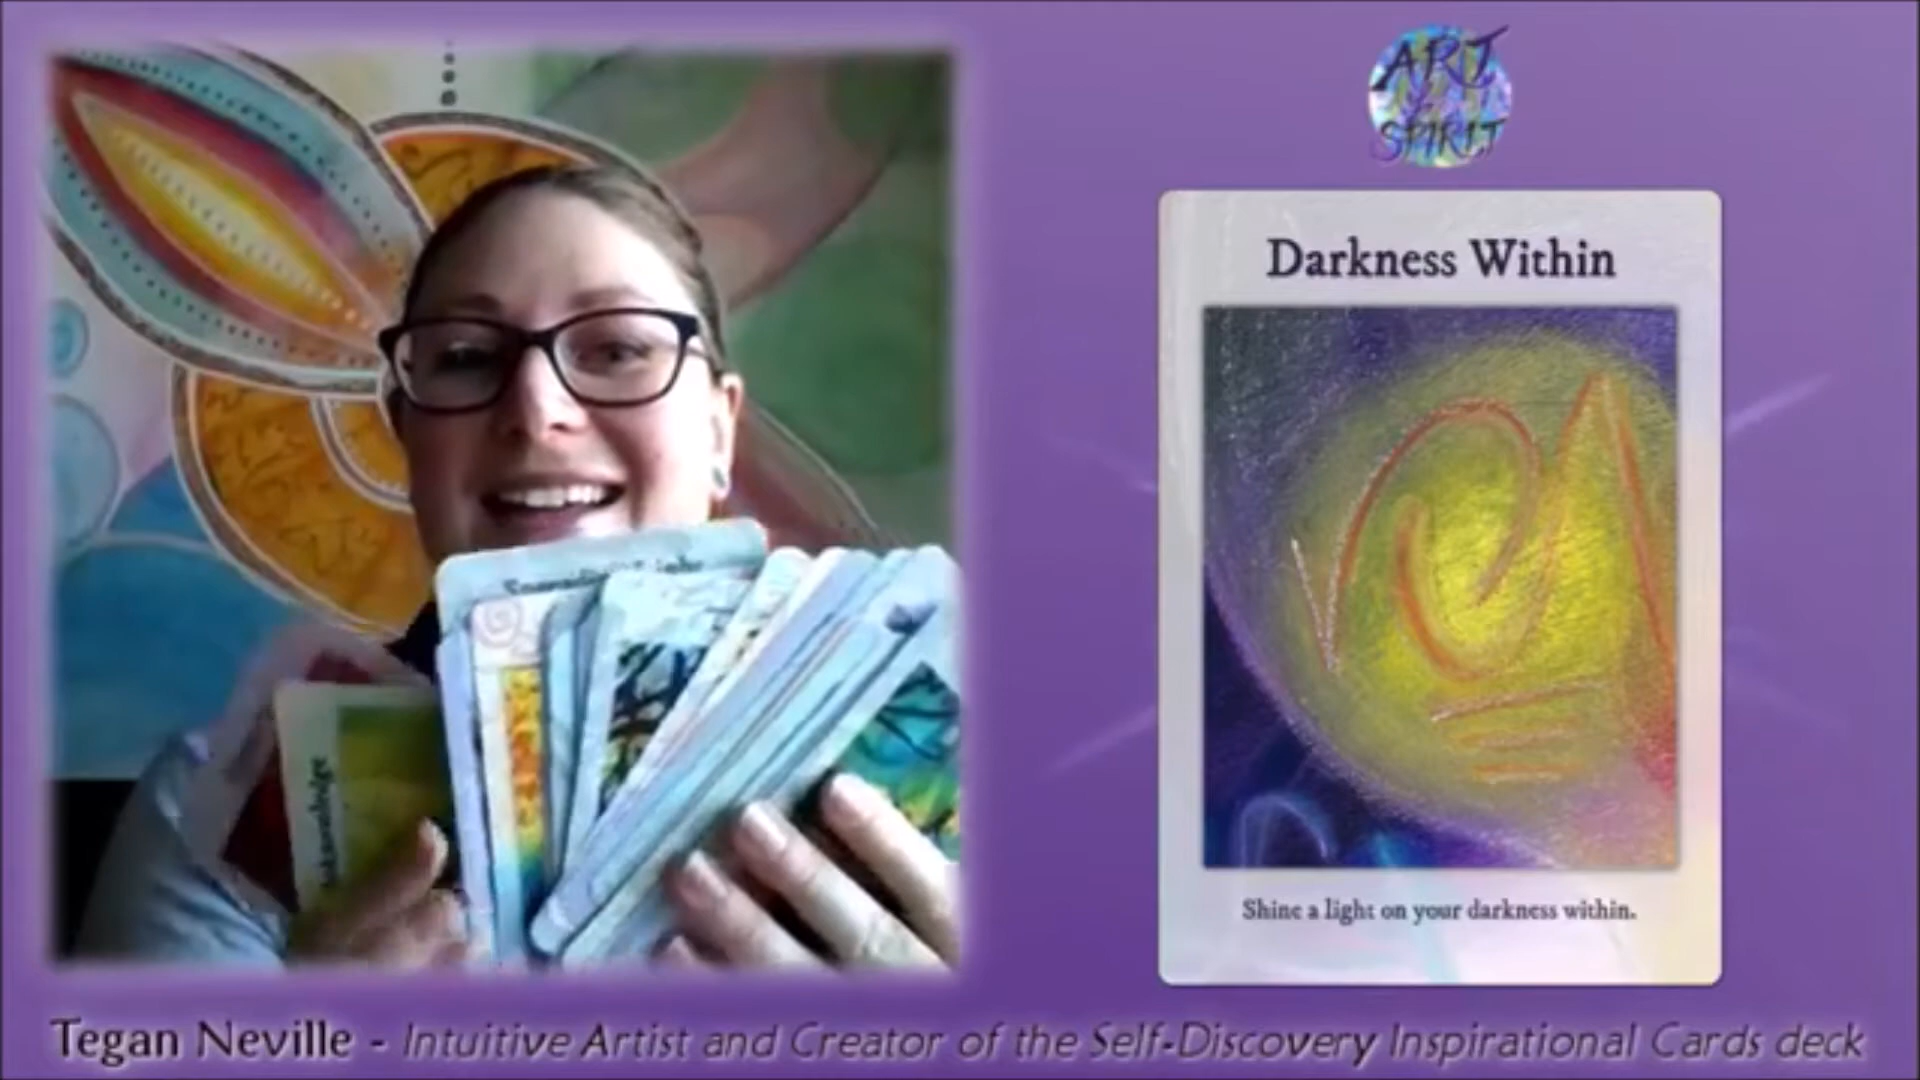 ART
SPIRIT
Darkness Within
Shine a light on your darkness within.
Tegan Neville - Intuitive Artist and Creator of the Self-Discovery Inspirational Cards deck